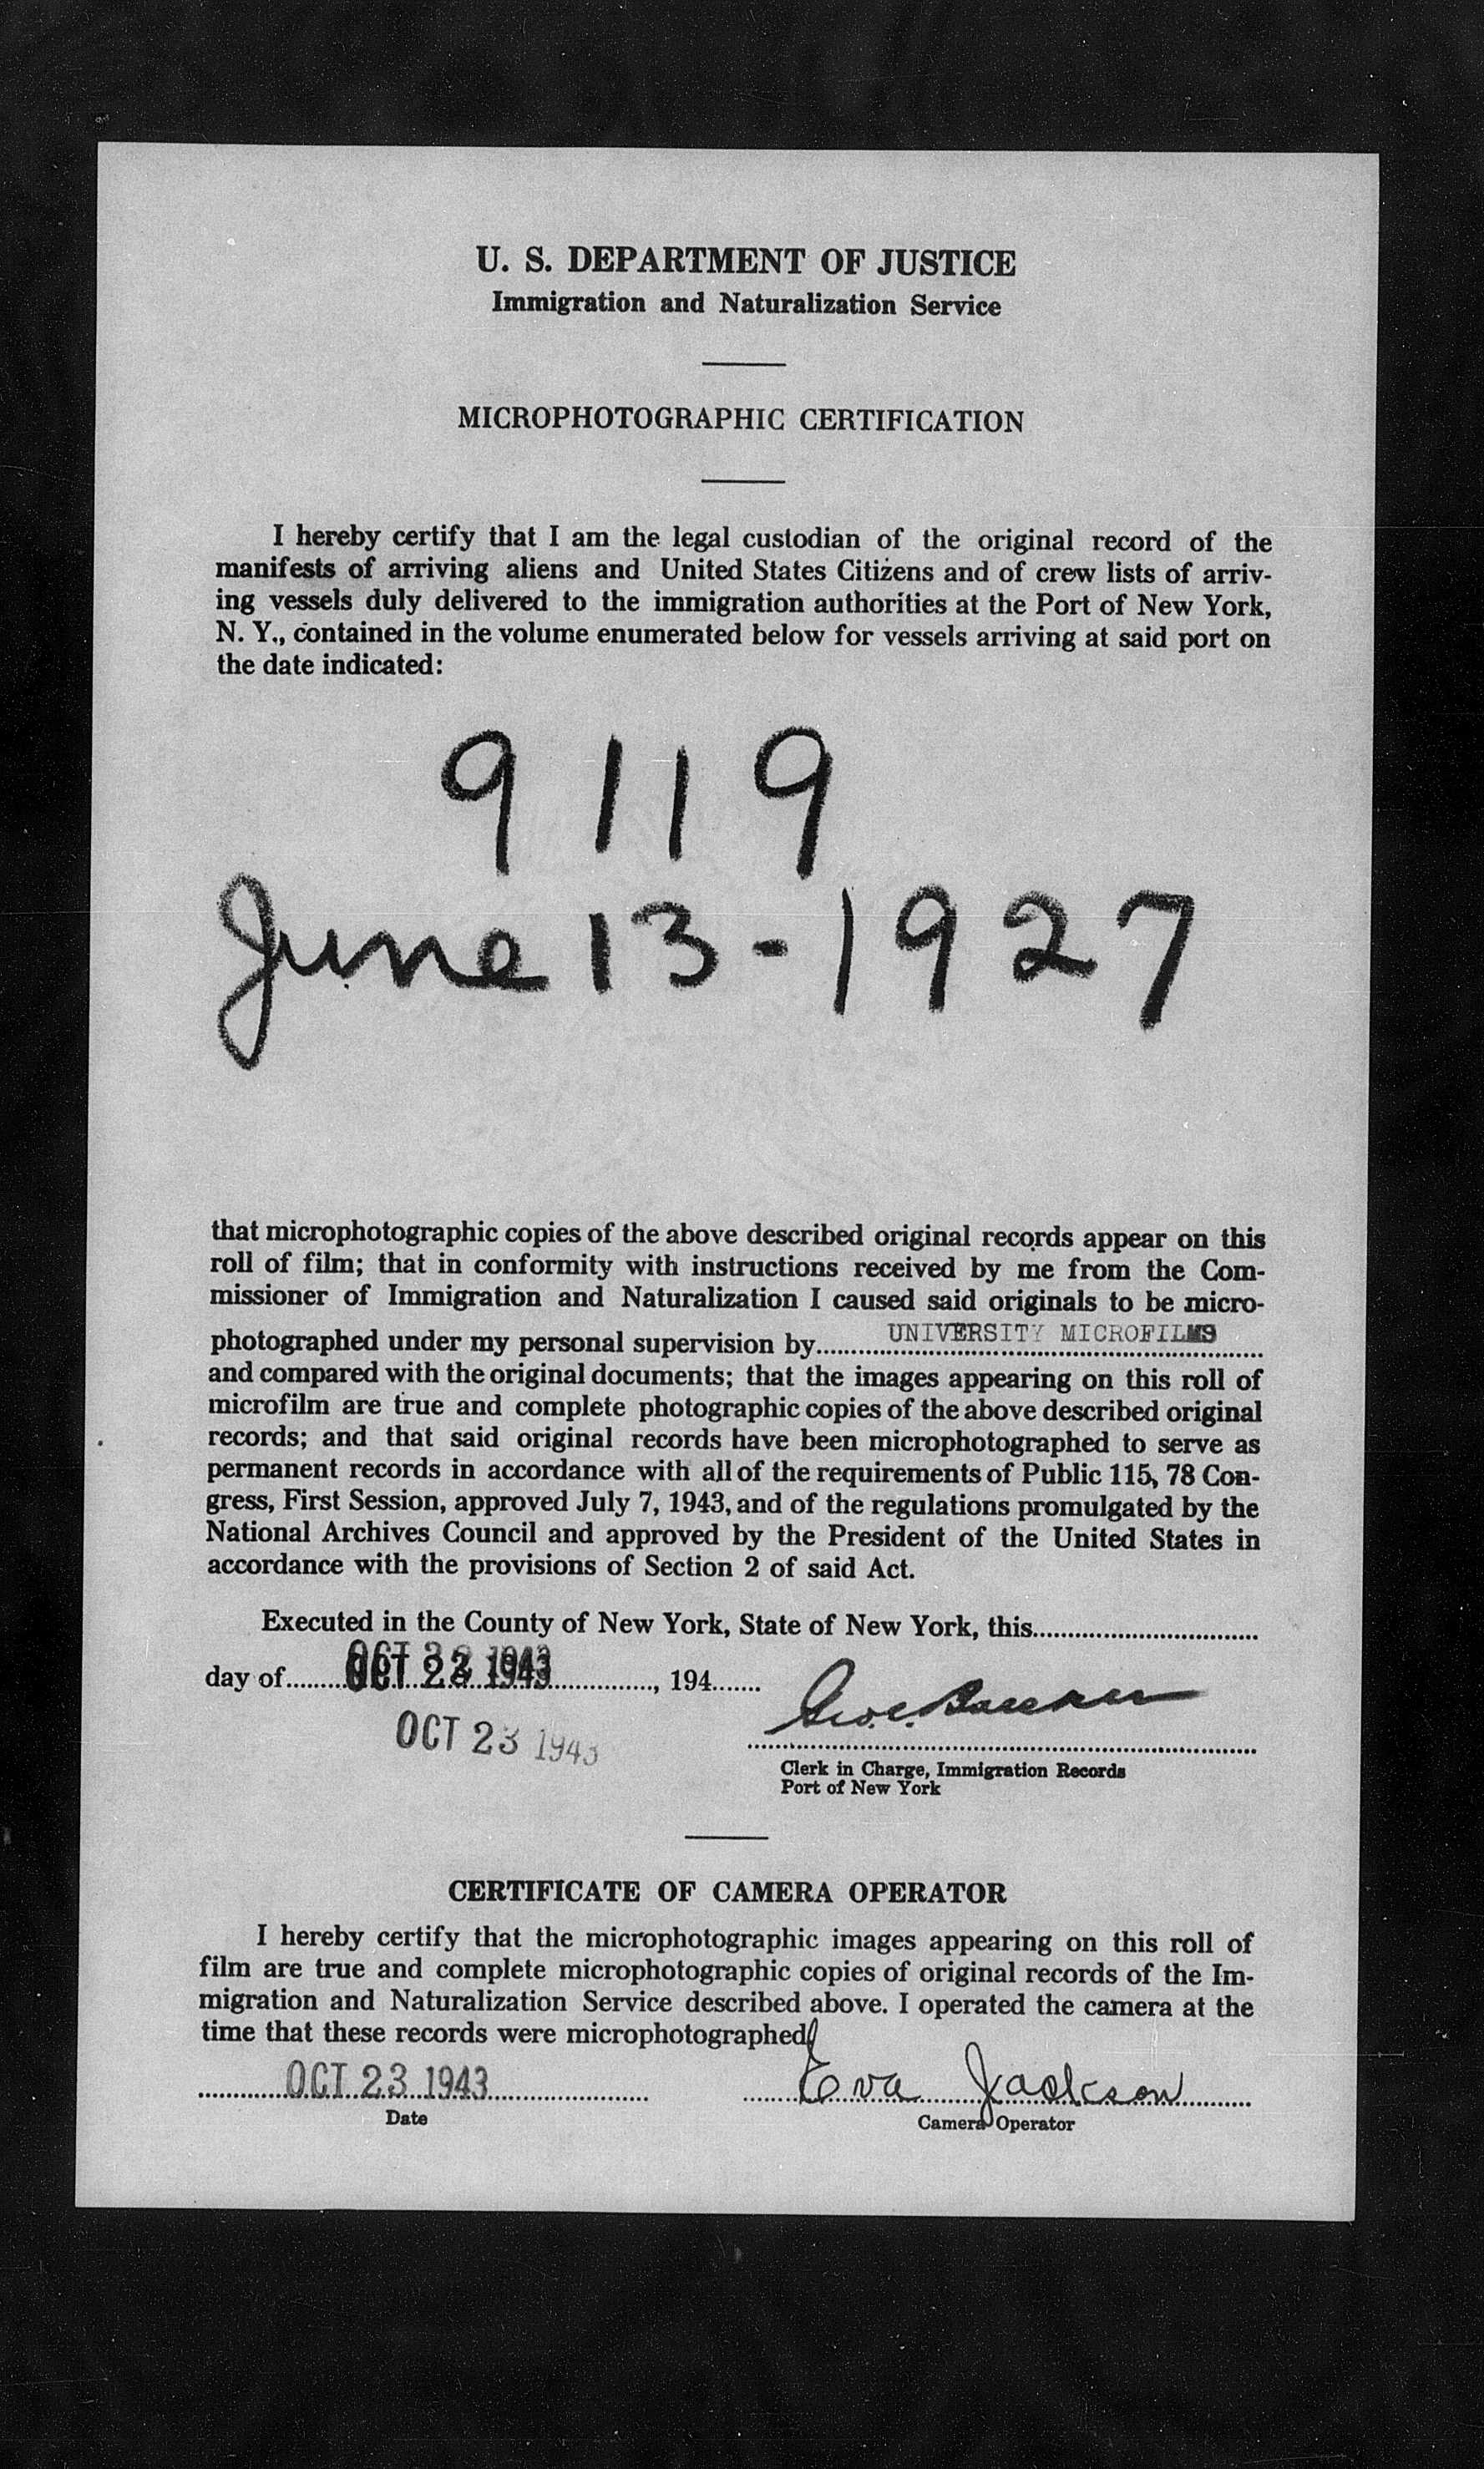 U. S. DEPARTMENT OF JUSTICE
Immigration and Naturalization Service
MICROPHOTOGRAPHIC CERTIFICATION
I hereby certify that I am the legal custodian of the original record of the
manifests of arriving aliens and United States Citizens and of crew lists of arriv-
ing vessels duly delivered to the immigration authorities at the Port of New York,
N. Y., contained in the volume enumerated below for vessels arriving at said port on
the date indicated:
9119
June 13-1927
that microphotographic copies of the above described original records appear on this
roll of film; that in conformity with instructions received by me from the Com-
missioner of Immigration and Naturalization I caused said originals to be micro-
photographed under my personal supervision by UNIVERSITY MICROFILMS
and compared with the original documents; that the images appearing on this roll of
microfilm are true and complete photographic copies of the above described original
records; and that said original records have been microphotographed to serve as
permanent records in accordance with all of the requirements of Public 115, 78 Con-
gress, First Session, approved July 7, 1943, and of the regulations promulgated by the
National Archives Council and approved by the President of the United States in
accordance with the provisions of Section 2 of said Act.
Executed in the County of New York, State of New York, this
day of , 194
OCT 23 1943
Clerk in Charge, Immigration Records
Port of New York
CERTIFICATE OF CAMERA OPERATOR
I hereby certify that the microphotographic images appearing on this roll of
film are true and complete microphotographic copies of original records of the Im-
migration and Naturalization Service described above. I operated the camera at the
time that these records were microphotographed.
OCT 23 1943 Eva Jackson
Date Camera Operator